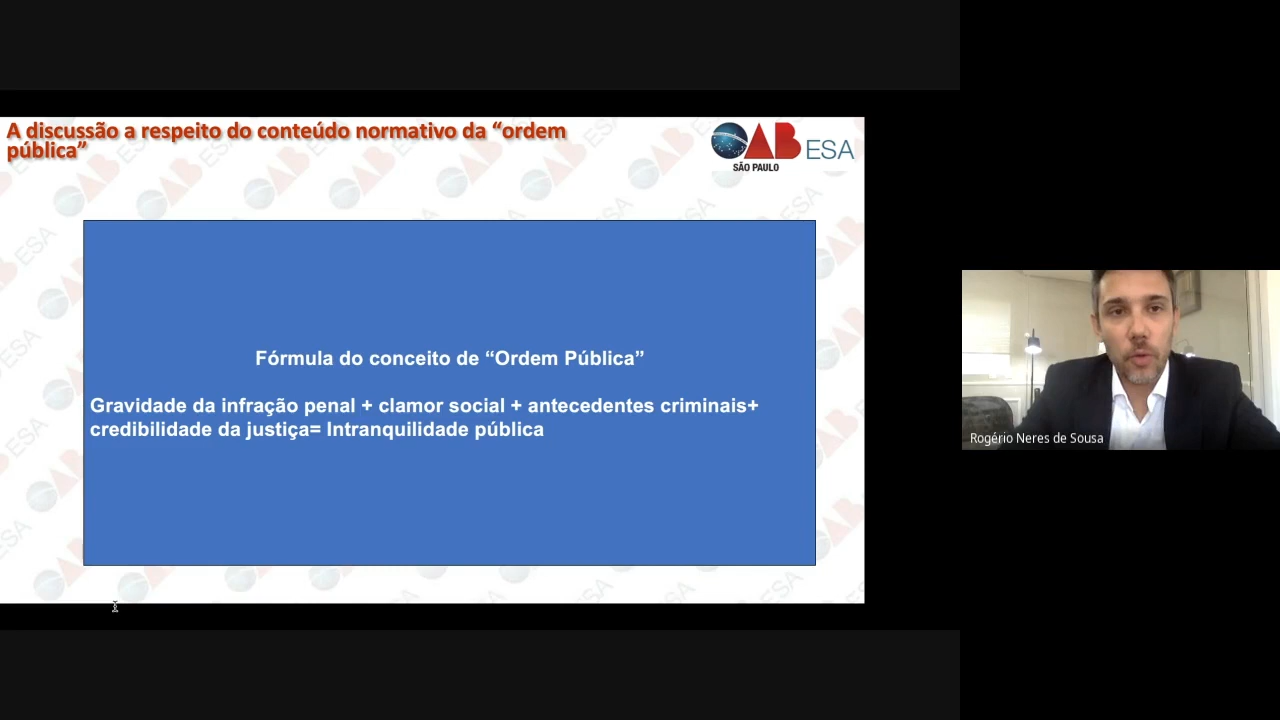 A discussão a respeito do conteúdo normativo da “ordem
pública”
OAB ESA
SÃO PAULO
Fórmula do conceito de “Ordem Pública”
Gravidade da infração penal + clamor social + antecedentes criminais+
credibilidade da justiça= Intranquilidade pública
Rogério Neres de Sousa